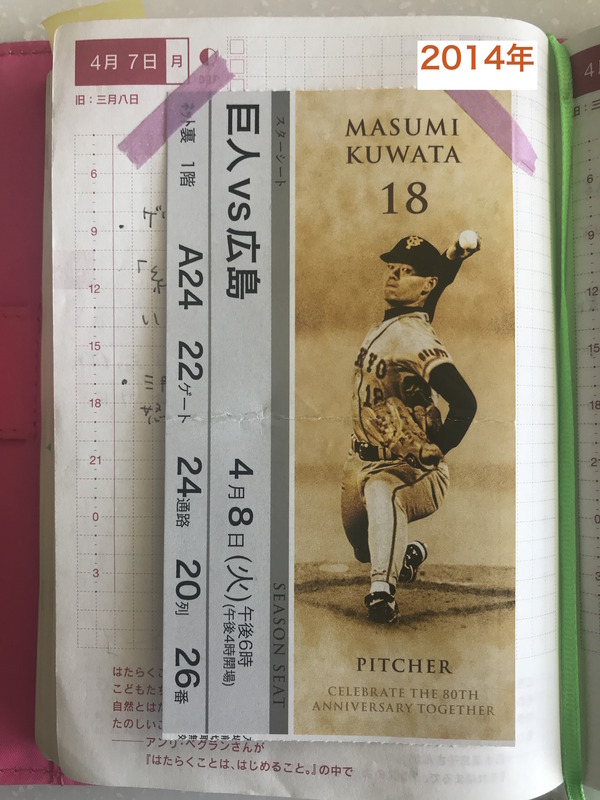 4月 7日 月
2014年
旧：三月八日
6
9
12
15
18
21
0
3
スターシート
SEASON SEAT
巨人vs広島
4月8日(火)午後6時
(午後4時開場)
ネット裏 1階 A24 22ゲート 24通路 20列 26番
MASUMI
KUWATA
18
PITCHER
CELEBRATE THE 80TH
ANNIVERSARY TOGETHER
はたらくこ
こどもた
自然とは
たのしいこ
アンリ・ベグランさんが
『はたらくことは、はじめること。』の中で